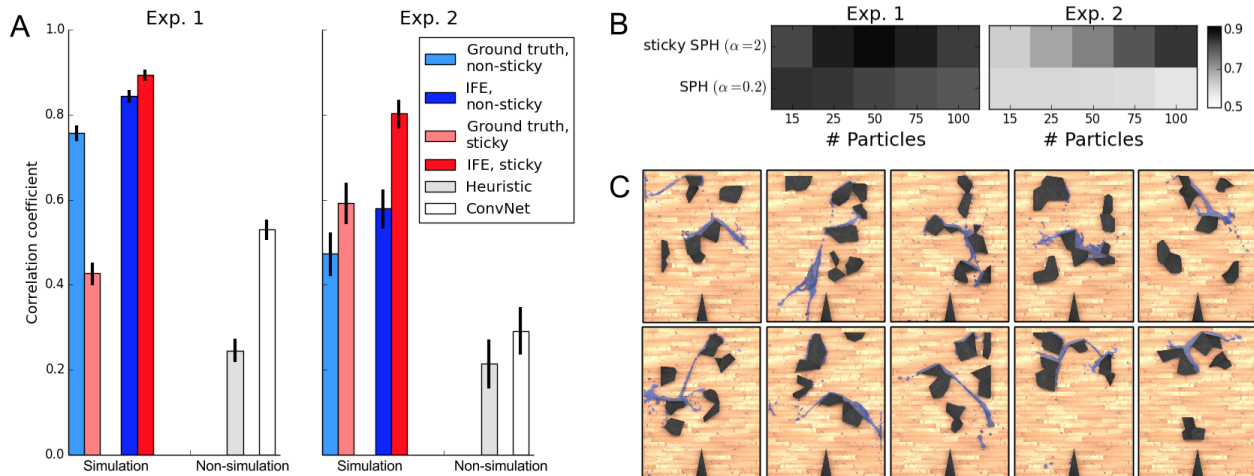 A
Exp. 1
Exp. 2
Correlation coefficient
1.0
0.8
0.6
0.4
0.2
0.0
Simulation
Non-simulation
Simulation
Non-simulation
Ground truth,
non-sticky
IFE,
non-sticky
Ground truth,
sticky
IFE, sticky
Heuristic
ConvNet
B
Exp. 1
Exp. 2
sticky SPH (α=2)
SPH (α=0.2)
15 25 50 75 100
15 25 50 75 100
# Particles
# Particles
0.9
0.7
0.5
C